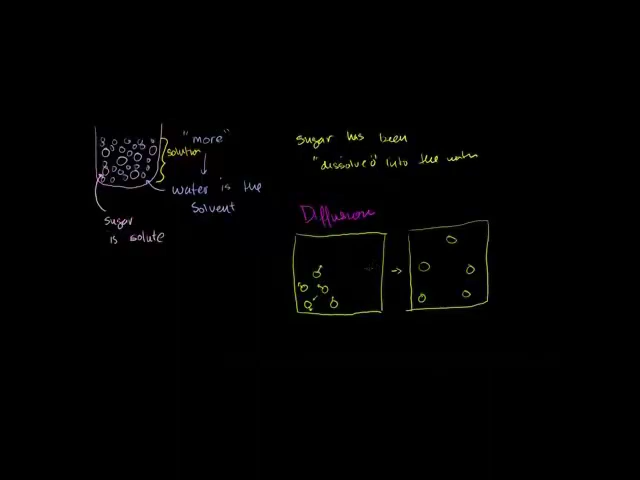 "more"
solution
water is the
solvent
sugar
is solute
sugar has been
"dissolved" into the water
Diffusion